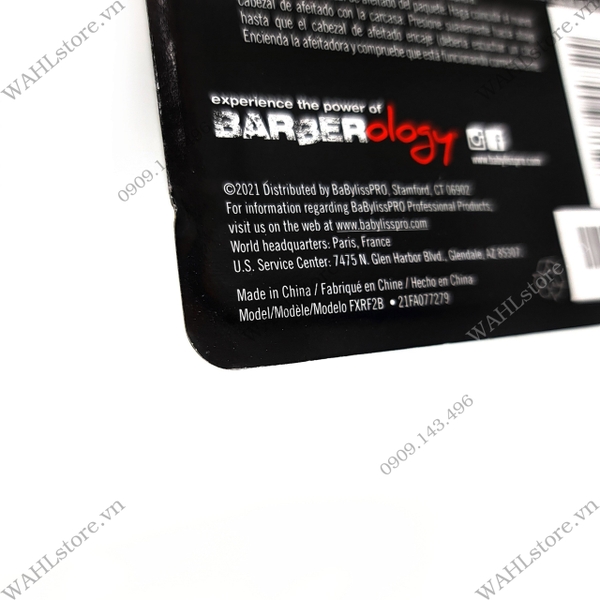 cabezal de afeitado con la carcasa.
hasta que el cabezal de afeitado encaje
Encienda la afeitadora y compruebe que está funcionando
experience the power of
BARBERology
www.babylisspro.com
©2021 Distributed by BaBylissPRO, Stamford, CT 06902
For information regarding BaBylissPRO Professional Products,
visit us on the web at www.babylisspro.com
World headquarters: Paris, France
U.S. Service Center: 7475 N. Glen Harbor Blvd., Glendale, AZ 85307
Made in China / Fabriqué en Chine / Hecho en China
Model/Modèle/Modelo FXRF2B • 21FA077279
WAHLstore.vn
WAHLstore.vn
0909.143.496
WAHLstore.vn
WAHLstore.vn